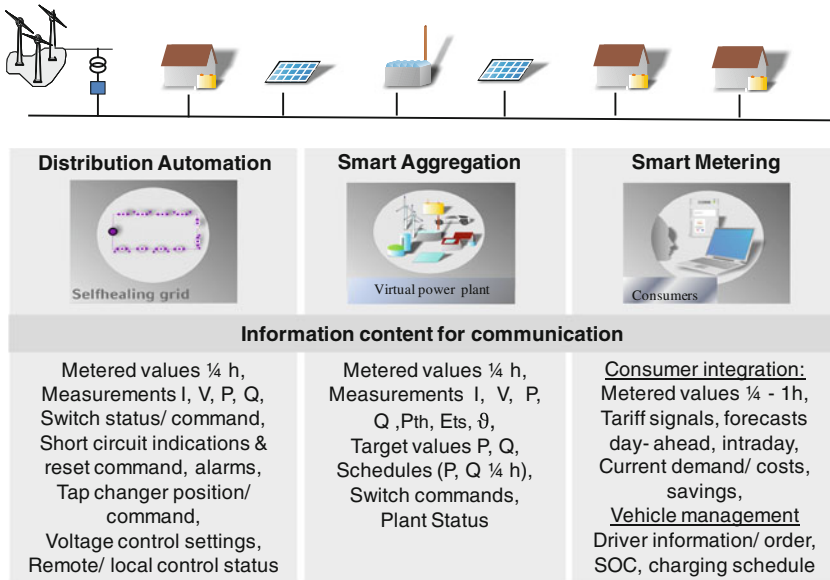 Distribution Automation
Selfhealing grid
Smart Aggregation
Virtual power plant
Smart Metering
Consumers
Information content for communication
Metered values ¼ h,
Measurements I, V, P, Q,
Switch status/ command,
Short circuit indications &
reset command, alarms,
Tap changer position/
command,
Voltage control settings,
Remote/ local control status
Metered values ¼ h,
Measurements I, V, P,
Q ,Pth, Ets, ϑ,
Target values P, Q,
Schedules (P, Q ¼ h),
Switch commands,
Plant Status
Consumer integration:
Metered values ¼ - 1h,
Tariff signals, forecasts
day- ahead, intraday,
Current demand/ costs,
savings,
Vehicle management
Driver information/ order,
SOC, charging schedule